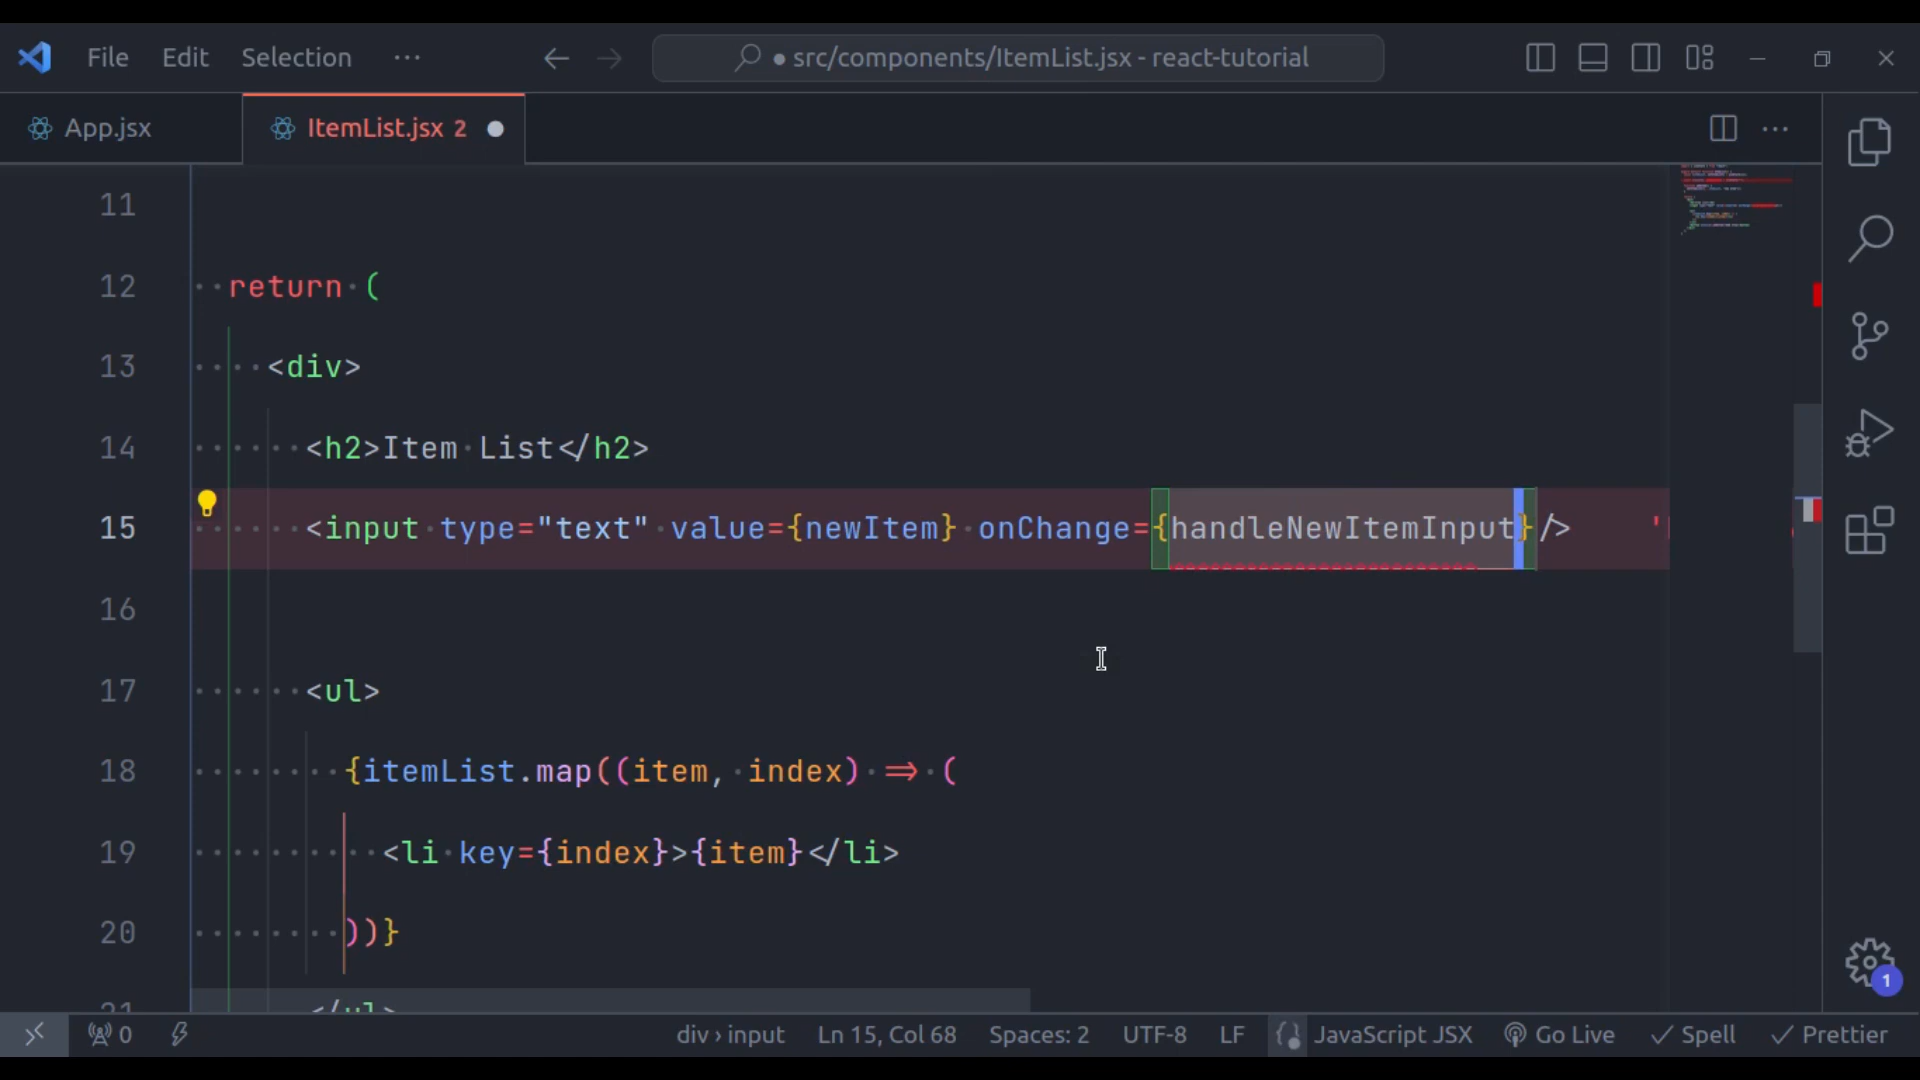 File Edit Selection ···
● src/components/ItemList.jsx - react-tutorial
App.jsx
ItemList.jsx 2
11
12 return (
13 <div>
14 <h2>Item List</h2>
15 <input type="text" value={newItem} onChange={handleNewItemInput}/> '
16
17 <ul>
18 {itemList.map((item, index) => (
19 <li key={index}>{item}</li>
20 ))}
21 </ul>
0 div › input Ln 15, Col 68 Spaces: 2 UTF-8 LF JavaScript JSX Go Live Spell Prettier
1